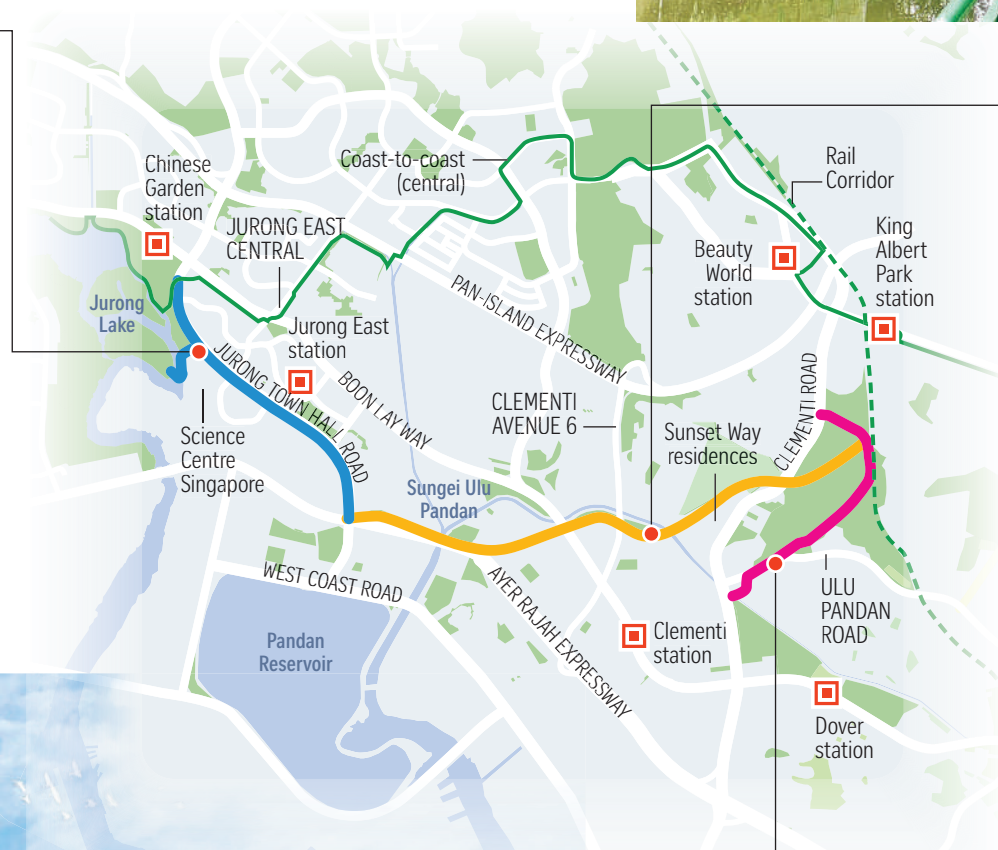 Chinese
Garden
station
JURONG EAST
CENTRAL
Coast-to-coast
(central)
Rail
Corridor
King
Albert
Park
station
Beauty
World
station
Jurong
Lake
PAN-ISLAND EXPRESSWAY
Jurong East
station
JURONG TOWN HALL ROAD
BOON LAY WAY
CLEMENTI
AVENUE 6
CLEMENTI ROAD
Sunset Way
residences
Science
Centre
Singapore
Sungei Ulu
Pandan
WEST COAST ROAD
AYER RAJAH EXPRESSWAY
ULU
PANDAN
ROAD
Pandan
Reservoir
Clementi
station
Dover
station